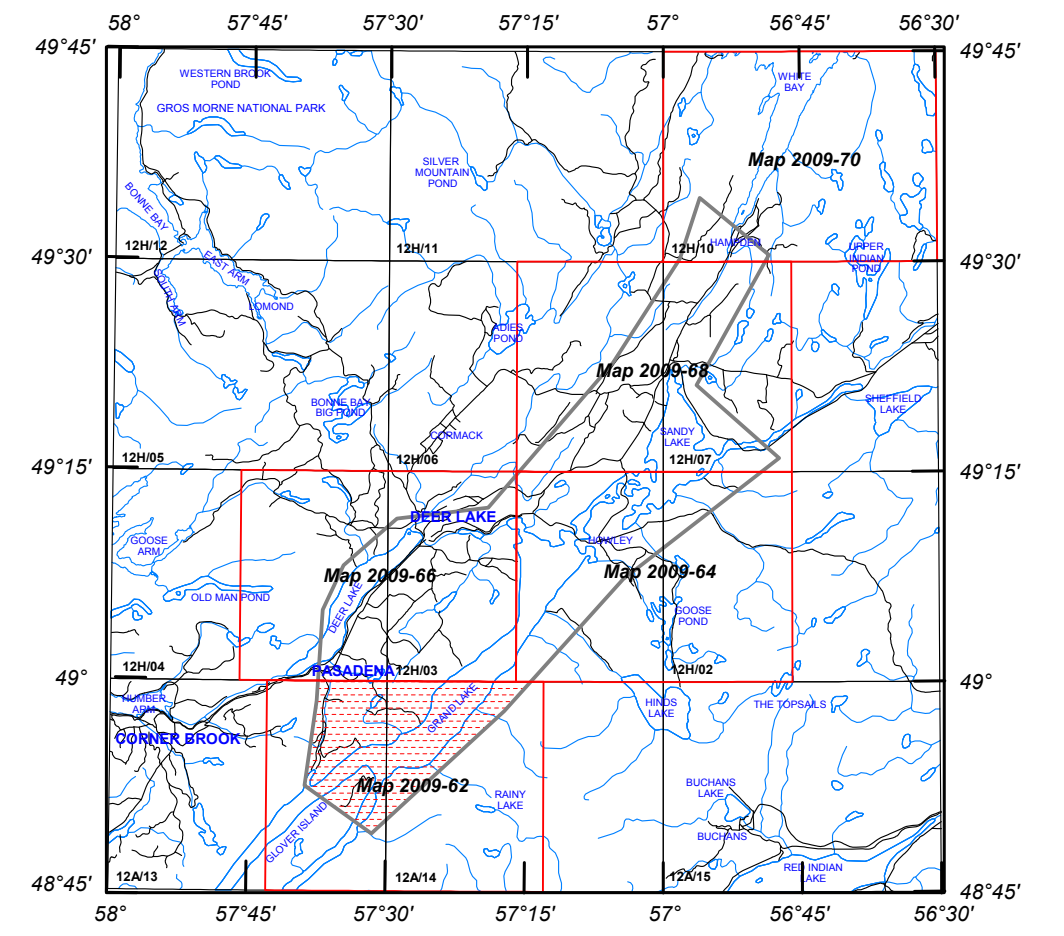 58° 57°45' 57°30' 57°15' 57° 56°45' 56°30'
49°45' 49°45'
WESTERN BROOK
POND
GROS MORNE NATIONAL PARK
WHITE
BAY
Map 2009-70
SILVER
MOUNTAIN
POND
BONNE BAY
12H/12 12H/11 12H/10
HAMPDEN
UPPER
INDIAN
POND
49°30' 49°30'
EAST ARM
SOUTH ARM
LOMOND
ADIES
POND
Map 2009-68
BONNE BAY
BIG POND
SHEFFIELD
LAKE
CORMACK
SANDY
LAKE
12H/05 12H/06 12H/07
49°15' 49°15'
DEER LAKE
GOOSE
ARM
HOWLEY
Map 2009-66
Map 2009-64
OLD MAN POND
DEER LAKE
GOOSE
POND
12H/04 PASADENA 12H/03 12H/02
49° 49°
HUMBER
ARM
GRAND LAKE
HINDS
LAKE
THE TOPSAILS
CORNER BROOK
Map 2009-62
RAINY
LAKE
BUCHANS
LAKE
GLOVER ISLAND
BUCHANS
RED INDIAN
LAKE
12A/13 12A/14 12A/15
48°45' 48°45'
58° 57°45' 57°30' 57°15' 57° 56°45' 56°30'